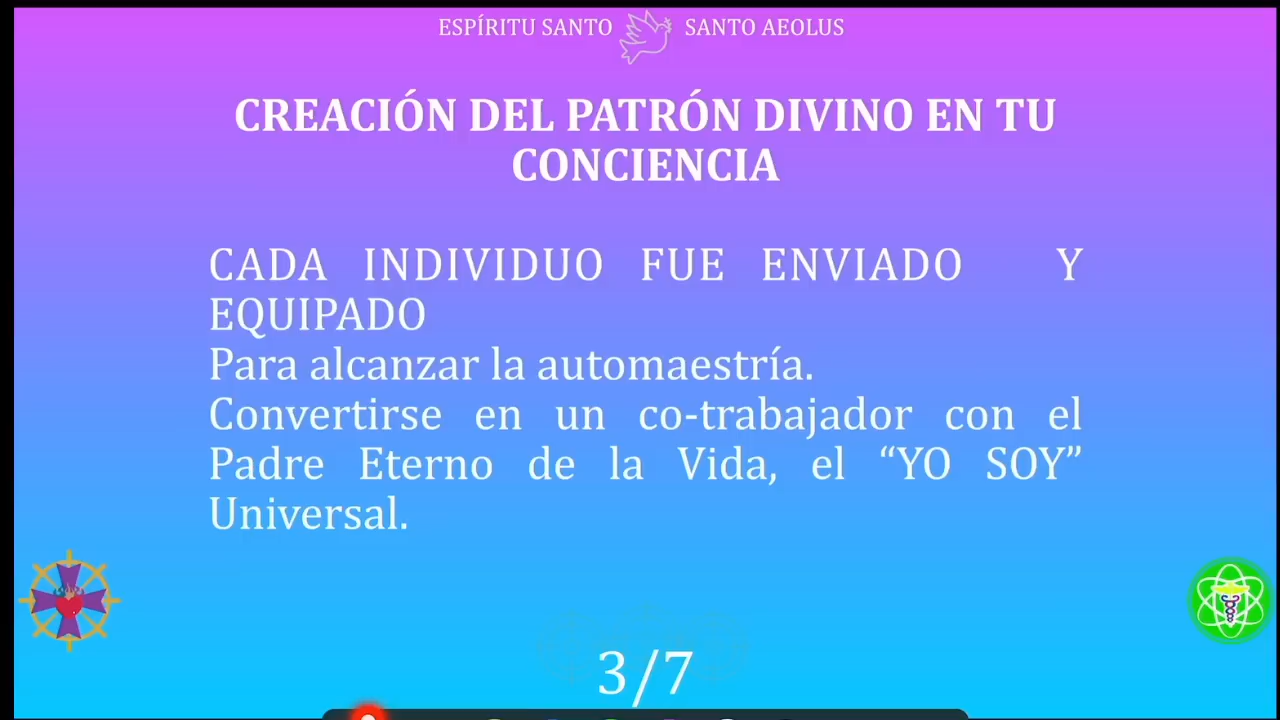 ESPÍRITU SANTO SANTO AEOLUS
CREACIÓN DEL PATRÓN DIVINO EN TU
CONCIENCIA
CADA INDIVIDUO FUE ENVIADO Y
EQUIPADO
Para alcanzar la automaestría.
Convertirse en un co-trabajador con el
Padre Eterno de la Vida, el “YO SOY”
Universal.
3/7